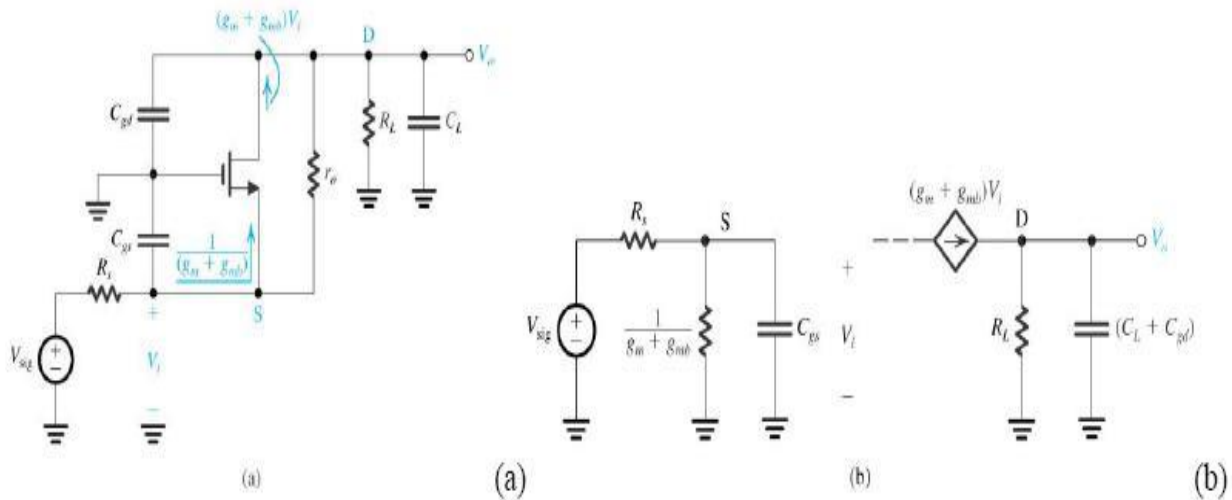 (g_m + g_mb)V_i
D
V_o
C_gd
R_L
C_L
r_o
C_gs
1/(g_m + g_mb)
R_s
+
S
V_sig
+
−
V_i
−
(a)
(a)
R_s
S
V_sig
+
−
1/(g_m + g_mb)
C_gs
+
V_i
−
(g_m + g_mb)V_i
D
V_o
R_L
(C_L + C_gd)
(b)
(b)